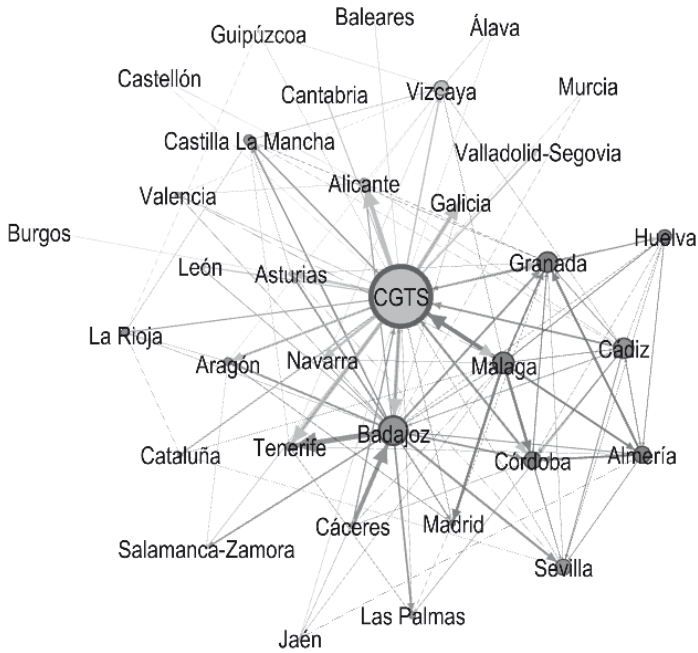 Baleares
Álava
Guipúzcoa
Castellón
Cantabria
Vizcaya
Murcia
Castilla La Mancha
Valladolid-Segovia
Alicante
Valencia
Galicia
Burgos
Huelva
León
Asturias
Granada
CGTS
La Rioja
Aragón
Navarra
Málaga
Cádiz
Badajoz
Tenerife
Cataluña
Córdoba
Almería
Cáceres
Madrid
Salamanca-Zamora
Sevilla
Las Palmas
Jaén